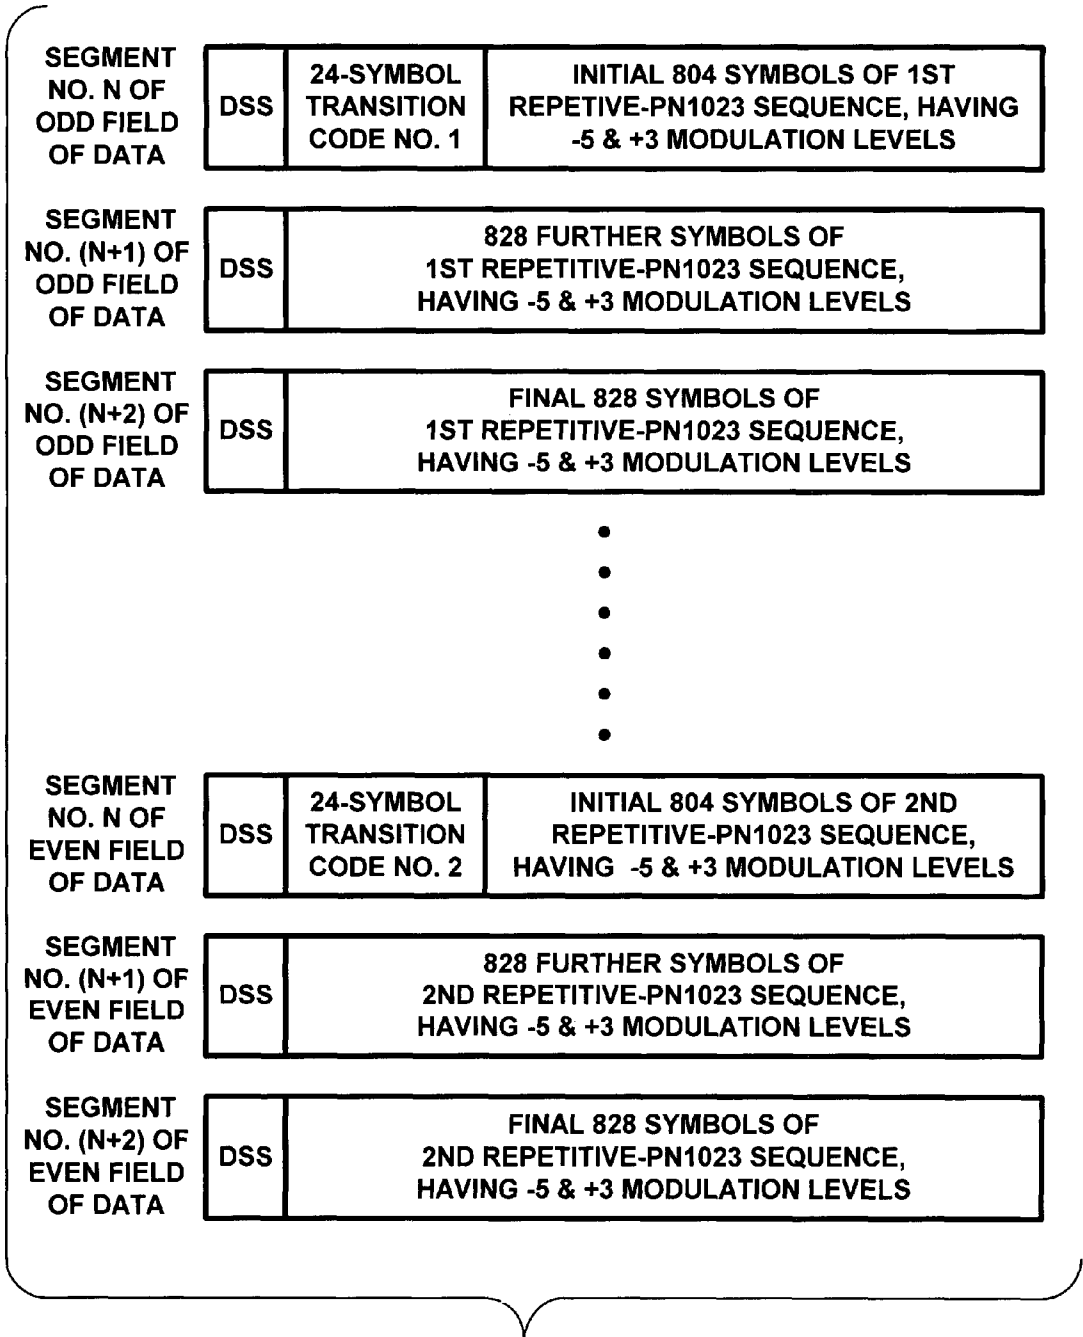 SEGMENT
NO. N OF
ODD FIELD
OF DATA
DSS
24-SYMBOL
TRANSITION
CODE NO. 1
INITIAL 804 SYMBOLS OF 1ST
REPETIVE-PN1023 SEQUENCE, HAVING
-5 & +3 MODULATION LEVELS
SEGMENT
NO. (N+1) OF
ODD FIELD
OF DATA
DSS
828 FURTHER SYMBOLS OF
1ST REPETITIVE-PN1023 SEQUENCE,
HAVING -5 & +3 MODULATION LEVELS
SEGMENT
NO. (N+2) OF
ODD FIELD
OF DATA
DSS
FINAL 828 SYMBOLS OF
1ST REPETITIVE-PN1023 SEQUENCE,
HAVING -5 & +3 MODULATION LEVELS
SEGMENT
NO. N OF
EVEN FIELD
OF DATA
DSS
24-SYMBOL
TRANSITION
CODE NO. 2
INITIAL 804 SYMBOLS OF 2ND
REPETITIVE-PN1023 SEQUENCE,
HAVING -5 & +3 MODULATION LEVELS
SEGMENT
NO. (N+1) OF
EVEN FIELD
OF DATA
DSS
828 FURTHER SYMBOLS OF
2ND REPETITIVE-PN1023 SEQUENCE,
HAVING -5 & +3 MODULATION LEVELS
SEGMENT
NO. (N+2) OF
EVEN FIELD
OF DATA
DSS
FINAL 828 SYMBOLS OF
2ND REPETITIVE-PN1023 SEQUENCE,
HAVING -5 & +3 MODULATION LEVELS